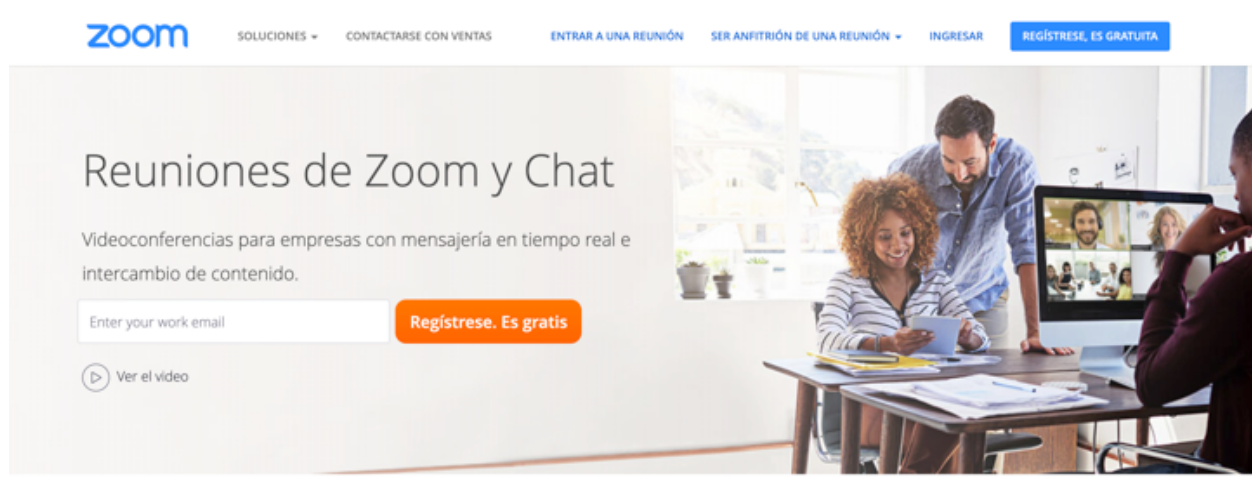 zoom
SOLUCIONES
CONTACTARSE CON VENTAS
ENTRAR A UNA REUNIÓN
SER ANFITRIÓN DE UNA REUNIÓN
INGRESAR
REGÍSTRESE, ES GRATUITA
Reuniones de Zoom y Chat
Videoconferencias para empresas con mensajería en tiempo real e
intercambio de contenido.
Enter your work email
Regístrese. Es gratis
Ver el video